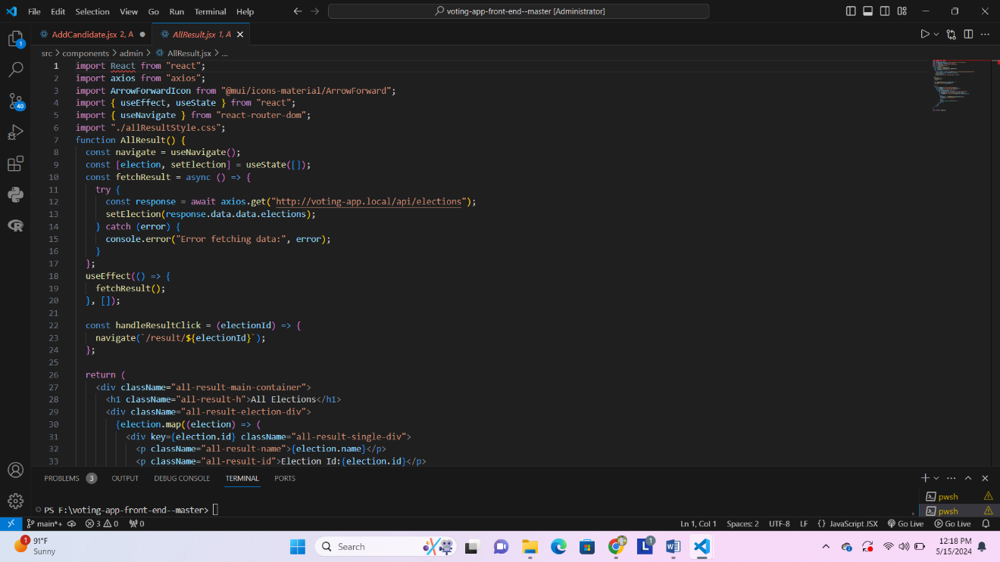 File Edit Selection View Go Run Terminal Help
voting-app-front-end--master [Administrator]
AddCandidate.jsx 2, A
AllResult.jsx 1, A
src > components > admin > AllResult.jsx > ...
1 import React from "react";
2 import axios from "axios";
3 import ArrowForwardIcon from "@mui/icons-material/ArrowForward";
4 import { useEffect, useState } from "react";
5 import { useNavigate } from "react-router-dom";
6 import "./allResultStyle.css";
7 function AllResult() {
8 const navigate = useNavigate();
9 const [election, setElection] = useState([]);
10 const fetchResult = async () => {
11 try {
12 const response = await axios.get("http://voting-app.local/api/elections");
13 setElection(response.data.data.elections);
14 } catch (error) {
15 console.error("Error fetching data:", error);
16 }
17 };
18 useEffect(() => {
19 fetchResult();
20 }, []);
21
22 const handleResultClick = (electionId) => {
23 navigate(`/result/${electionId}`);
24 };
25
26 return (
27 <div className="all-result-main-container">
28 <h1 className="all-result-h">All Elections</h1>
29 <div className="all-result-election-div">
30 {election.map((election) => (
31 <div key={election.id} className="all-result-single-div">
32 <p className="all-result-name">{election.name}</p>
33 <p className="all-result-id">Election Id:{election.id}</p>
1
40
PROBLEMS 3 OUTPUT DEBUG CONSOLE TERMINAL PORTS
PS F:\voting-app-front-end--master>
pwsh
pwsh
main*+ 3 0 0 Ln 1, Col 1 Spaces: 2 UTF-8 LF {} JavaScript JSX Go Live Go Live
1
91°F
Sunny
Search
L
1
12:18 PM
5/15/2024